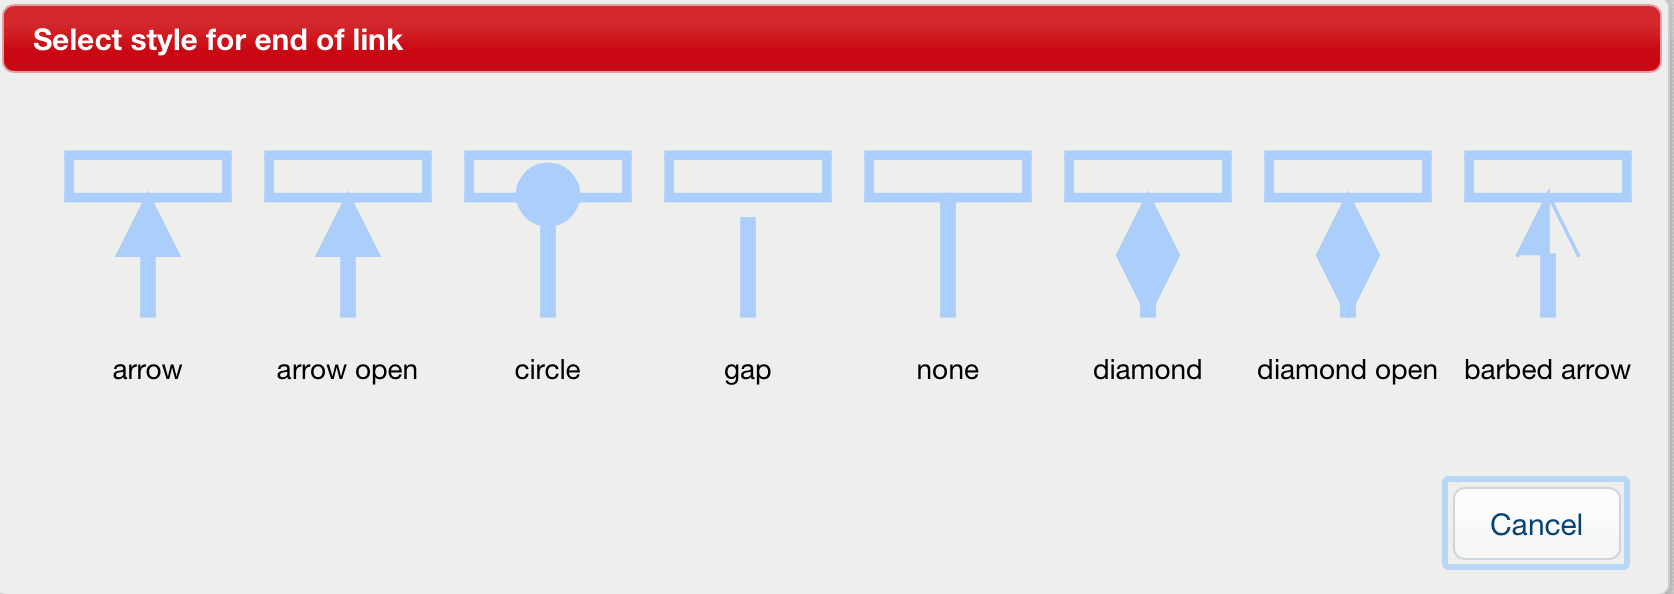 Select style for end of link
arrow
arrow open
circle
gap
none
diamond
diamond open
barbed arrow
Cancel